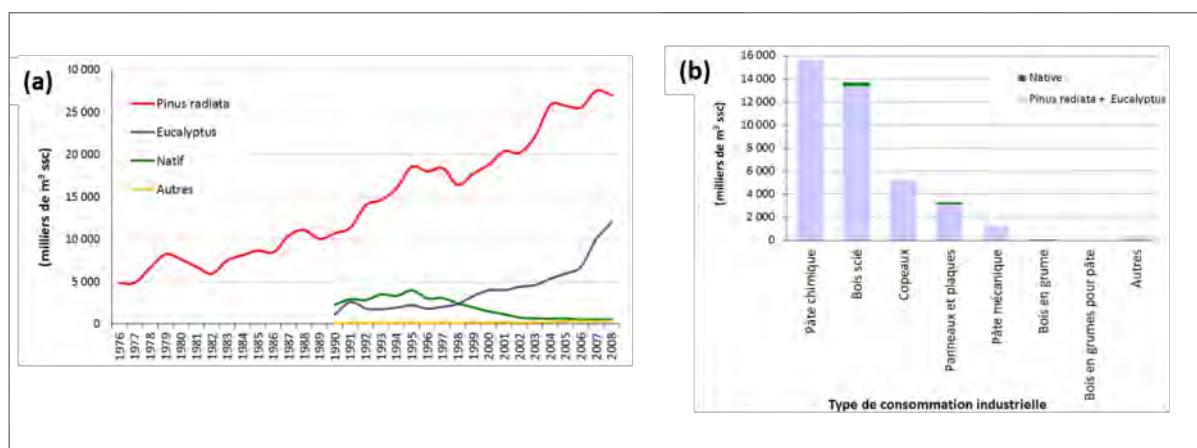 (a)
(milliers de m³ ssc)
10 000
25 000
20 000
15 000
10 000
5 000
0
Pinus radiata
Eucalyptus
Natif
Autres
1976
1977
1978
1979
1980
1981
1982
1983
1984
1985
1986
1987
1988
1989
1990
1991
1992
1993
1994
1995
1996
1997
1998
1999
2000
2001
2002
2003
2004
2005
2006
2007
2008
(b)
(milliers de m³ ssc)
16 000
14 000
12 000
10 000
8 000
6 000
4 000
2 000
0
Native
Pinus radiata + Eucalyptus
Pâte chimique
Bois scié
Copeaux
Panneaux et plaques
Pâte mécanique
Bois en grume
Bois en grumes pour pâte
Autres
Type de consommation industrielle